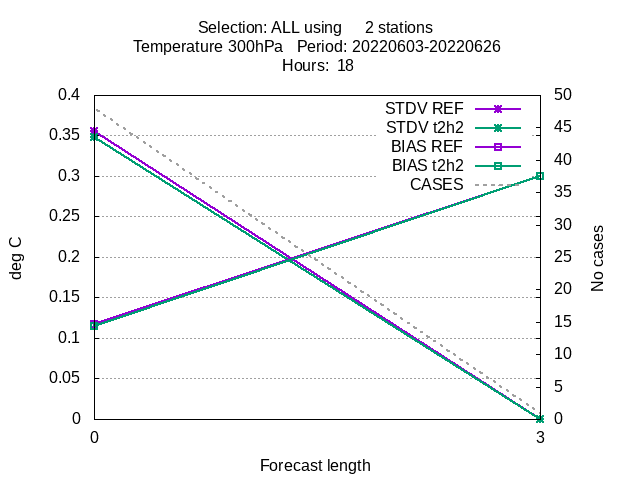 Selection: ALL using     2 stations
Temperature 300hPa   Period: 20220603-20220626
Hours:  18
deg C
0.4
0.35
0.3
0.25
0.2
0.15
0.1
0.05
0
STDV REF
STDV t2h2
BIAS REF
BIAS t2h2
CASES
50
45
40
35
30
25
20
15
10
5
0
No cases
0
3
Forecast length